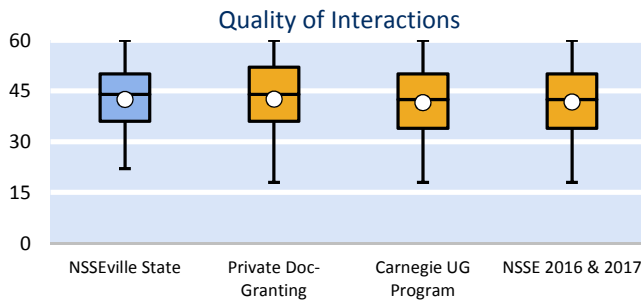 Quality of Interactions
60
45
30
15
0
NSSEville State
Private Doc-
Granting
Carnegie UG
Program
NSSE 2016 & 2017